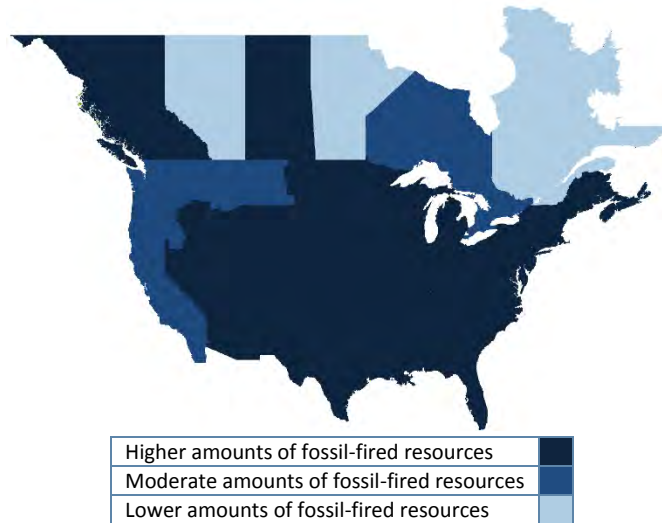 Higher amounts of fossil-fired resources
Moderate amounts of fossil-fired resources
Lower amounts of fossil-fired resources